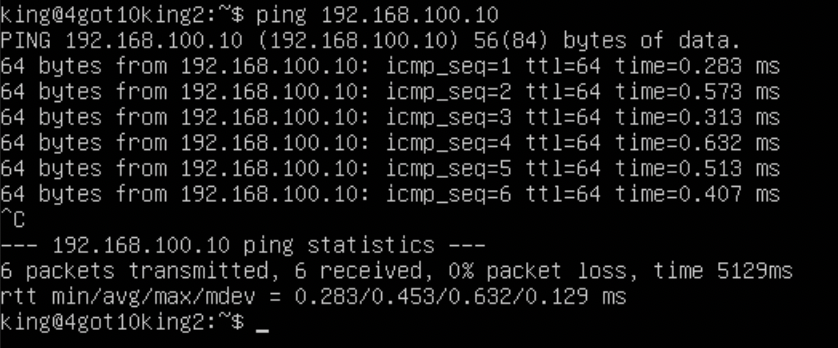 king@4got10king2:~$ ping 192.168.100.10
PING 192.168.100.10 (192.168.100.10) 56(84) bytes of data.
64 bytes from 192.168.100.10: icmp_seq=1 ttl=64 time=0.283 ms
64 bytes from 192.168.100.10: icmp_seq=2 ttl=64 time=0.573 ms
64 bytes from 192.168.100.10: icmp_seq=3 ttl=64 time=0.313 ms
64 bytes from 192.168.100.10: icmp_seq=4 ttl=64 time=0.632 ms
64 bytes from 192.168.100.10: icmp_seq=5 ttl=64 time=0.513 ms
64 bytes from 192.168.100.10: icmp_seq=6 ttl=64 time=0.407 ms
^C
--- 192.168.100.10 ping statistics ---
6 packets transmitted, 6 received, 0% packet loss, time 5129ms
rtt min/avg/max/mdev = 0.283/0.453/0.632/0.129 ms
king@4got10king2:~$ _